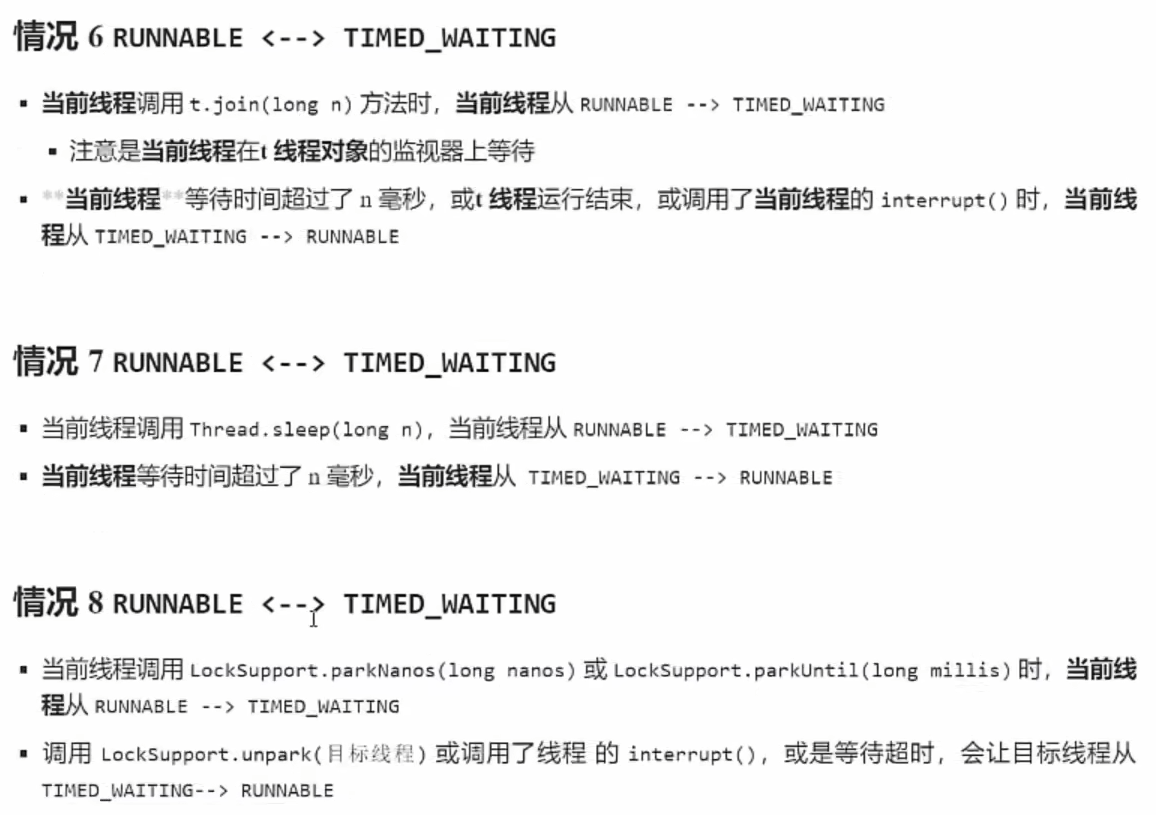 情况 6 RUNNABLE <--> TIMED_WAITING
▪ 当前线程调用 t.join(long n) 方法时，当前线程从 RUNNABLE --> TIMED_WAITING
▪ 注意是当前线程在t 线程对象的监视器上等待
▪ **当前线程**等待时间超过了 n 毫秒，或t 线程运行结束，或调用了当前线程的 interrupt() 时，当前线
程从 TIMED_WAITING --> RUNNABLE
情况 7 RUNNABLE <--> TIMED_WAITING
▪ 当前线程调用 Thread.sleep(long n)，当前线程从 RUNNABLE --> TIMED_WAITING
▪ 当前线程等待时间超过了 n 毫秒，当前线程从 TIMED_WAITING --> RUNNABLE
情况 8 RUNNABLE <--> TIMED_WAITING
▪ 当前线程调用 LockSupport.parkNanos(long nanos) 或 LockSupport.parkUntil(long millis) 时，当前线
程从 RUNNABLE --> TIMED_WAITING
▪ 调用 LockSupport.unpark(目标线程) 或调用了线程 的 interrupt()，或是等待超时，会让目标线程从
TIMED_WAITING--> RUNNABLE